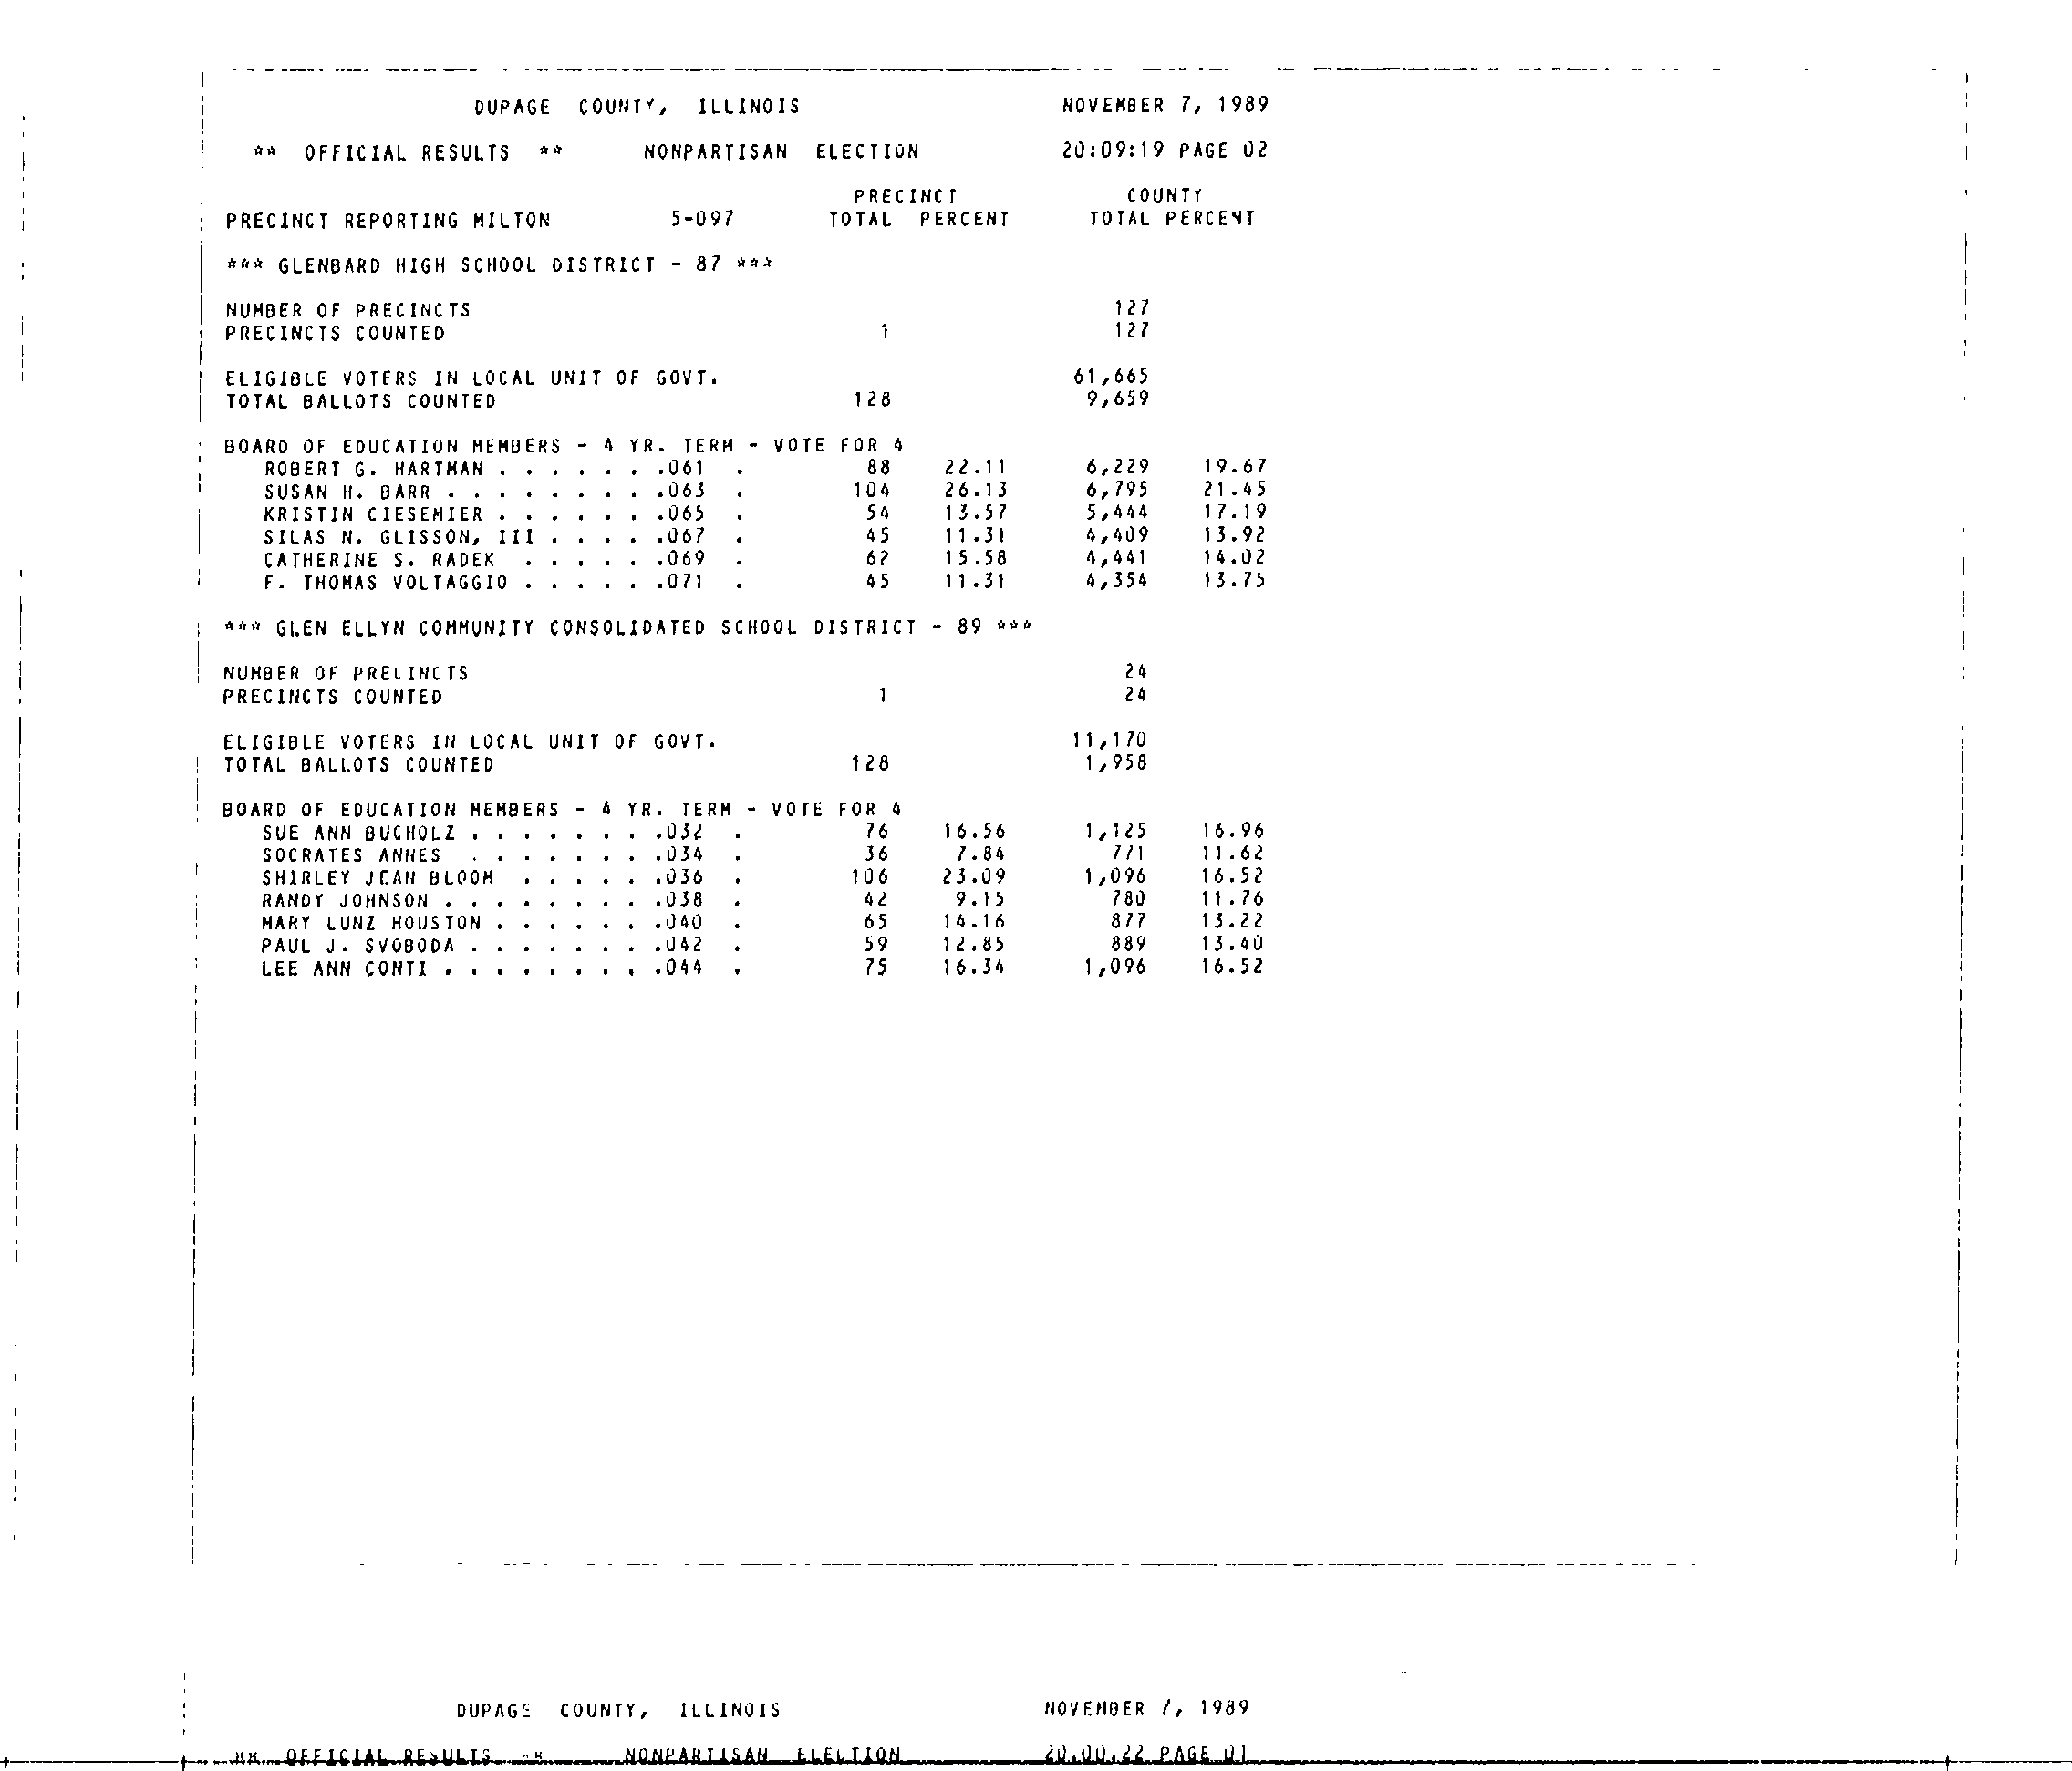 DUPAGE COUNTY, ILLINOIS NOVEMBER 7, 1989
** OFFICIAL RESULTS ** NONPARTISAN ELECTION 20:09:19 PAGE 02
PRECINCT COUNTY
PRECINCT REPORTING MILTON 5-097 TOTAL PERCENT TOTAL PERCENT
*** GLENBARD HIGH SCHOOL DISTRICT - 87 ***
NUMBER OF PRECINCTS 127
PRECINCTS COUNTED 1 127
ELIGIBLE VOTERS IN LOCAL UNIT OF GOVT. 61,665
TOTAL BALLOTS COUNTED 128 9,659
BOARD OF EDUCATION MEMBERS - 4 YR. TERM - VOTE FOR 4
ROBERT G. HARTMAN . . . . . . .061 . 88 22.11 6,229 19.67
SUSAN H. BARR . . . . . . . . .063 . 104 26.13 6,795 21.45
KRISTIN CIESEMIER . . . . . . .065 . 54 13.57 5,444 17.19
SILAS N. GLISSON, III . . . . .067 . 45 11.31 4,409 13.92
CATHERINE S. RADEK . . . . . .069 . 62 15.58 4,441 14.02
F. THOMAS VOLTAGGIO . . . . . .071 . 45 11.31 4,354 13.75
*** GLEN ELLYN COMMUNITY CONSOLIDATED SCHOOL DISTRICT - 89 ***
NUMBER OF PRECINCTS 24
PRECINCTS COUNTED 1 24
ELIGIBLE VOTERS IN LOCAL UNIT OF GOVT. 11,170
TOTAL BALLOTS COUNTED 128 1,958
BOARD OF EDUCATION MEMBERS - 4 YR. TERM - VOTE FOR 4
SUE ANN BUCHOLZ . . . . . . . .032 . 76 16.56 1,125 16.96
SOCRATES ANNES . . . . . . . .034 . 36 7.84 771 11.62
SHIRLEY JEAN BLOOM . . . . . .036 . 106 23.09 1,096 16.52
RANDY JOHNSON . . . . . . . . .038 . 42 9.15 780 11.76
MARY LUNZ HOUSTON . . . . . . .040 . 65 14.16 877 13.22
PAUL J. SVOBODA . . . . . . . .042 . 59 12.85 889 13.40
LEE ANN CONTI . . . . . . . . .044 . 75 16.34 1,096 16.52
DUPAGE COUNTY, ILLINOIS NOVEMBER 7, 1989
** OFFICIAL RESULTS ** NONPARTISAN ELECTION PAGE 01